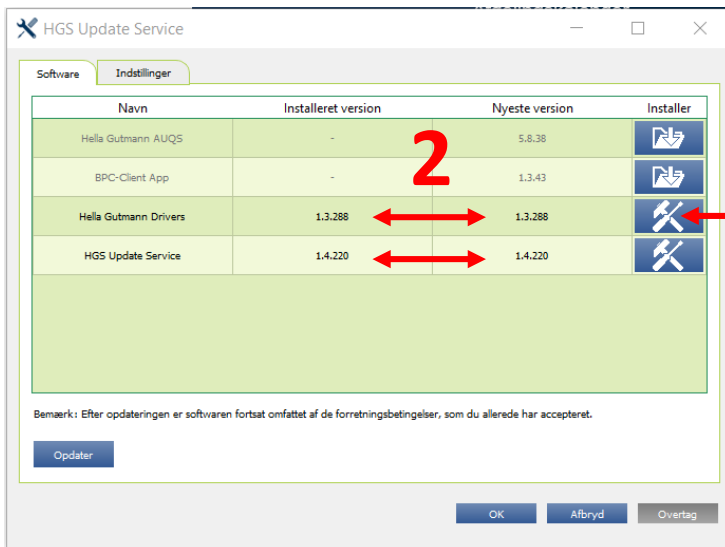 HGS Update Service
Software Indstillinger
Navn Installeret version Nyeste version Installer
Hella Gutmann AUQS - 5.8.38
BPC-Client App - 1.3.43
2
Hella Gutmann Drivers 1.3.288 1.3.288
HGS Update Service 1.4.220 1.4.220
Bemærk: Efter opdateringen er softwaren fortsat omfattet af de forretningsbetingelser, som du allerede har accepteret.
Opdater
OK Afbryd Overtag